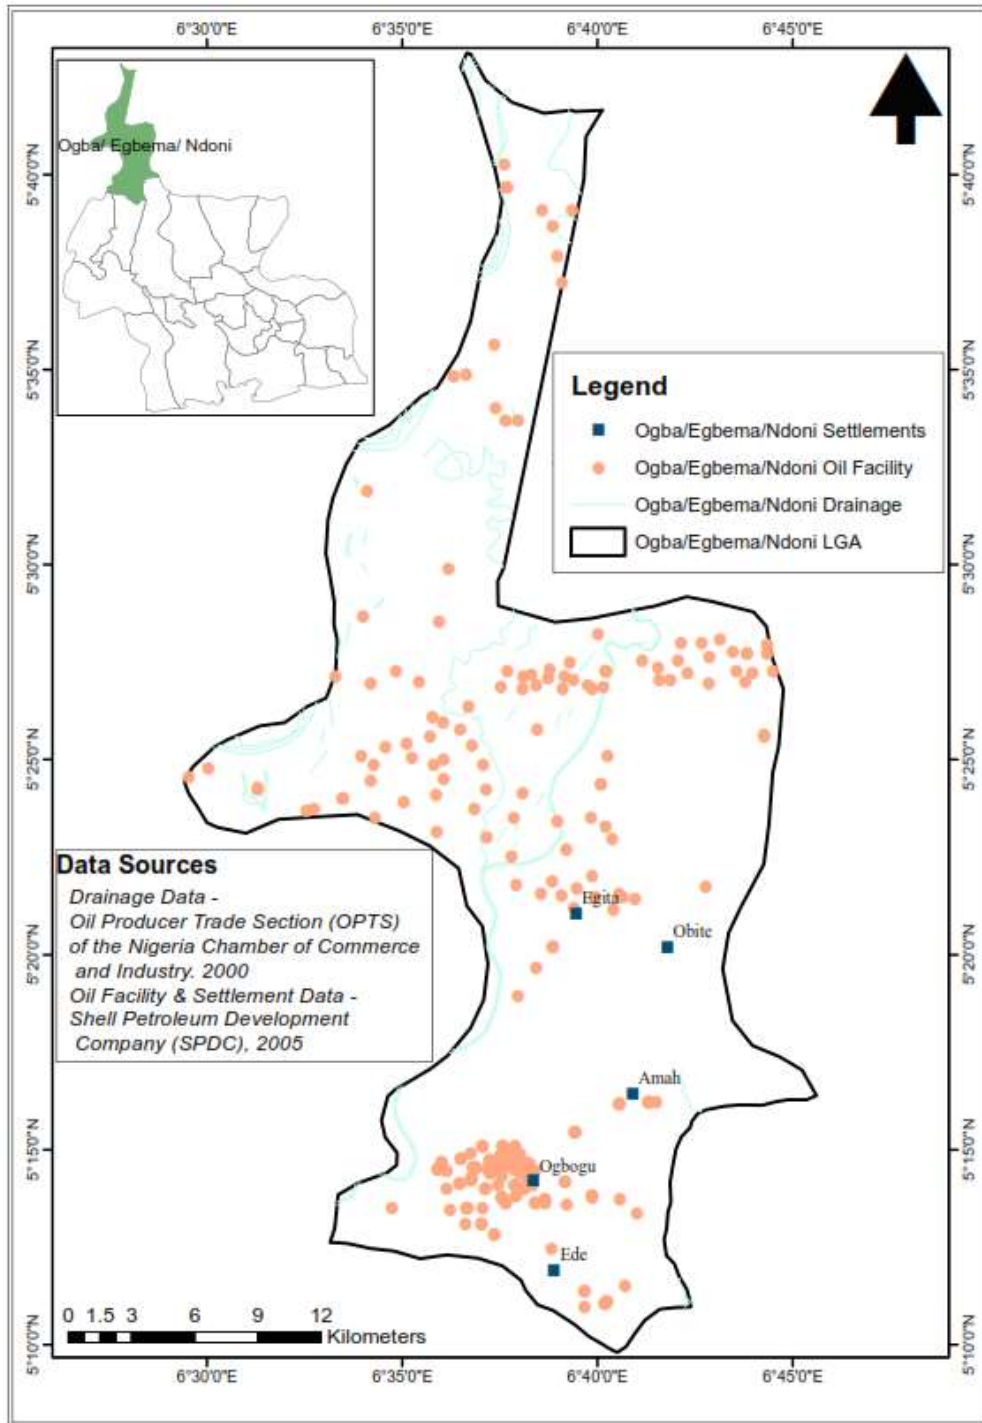 6°30'0"E 6°35'0"E 6°40'0"E 6°45'0"E
Ogba/ Egbema/ Ndoni
5°40'0"N 5°40'0"N
5°35'0"N 5°35'0"N
Legend
Ogba/Egbema/Ndoni Settlements
Ogba/Egbema/Ndoni Oil Facility
Ogba/Egbema/Ndoni Drainage
Ogba/Egbema/Ndoni LGA
5°30'0"N 5°30'0"N
5°25'0"N 5°25'0"N
Data Sources
Drainage Data -
Oil Producer Trade Section (OPTS)
of the Nigeria Chamber of Commerce
and Industry. 2000
Oil Facility & Settlement Data -
Shell Petroleum Development
Company (SPDC), 2005
Egita
Obite
5°20'0"N 5°20'0"N
Amah
5°15'0"N 5°15'0"N
Ogbogu
Ede
0 1.5 3 6 9 12
Kilometers
5°10'0"N 5°10'0"N
6°30'0"E 6°35'0"E 6°40'0"E 6°45'0"E